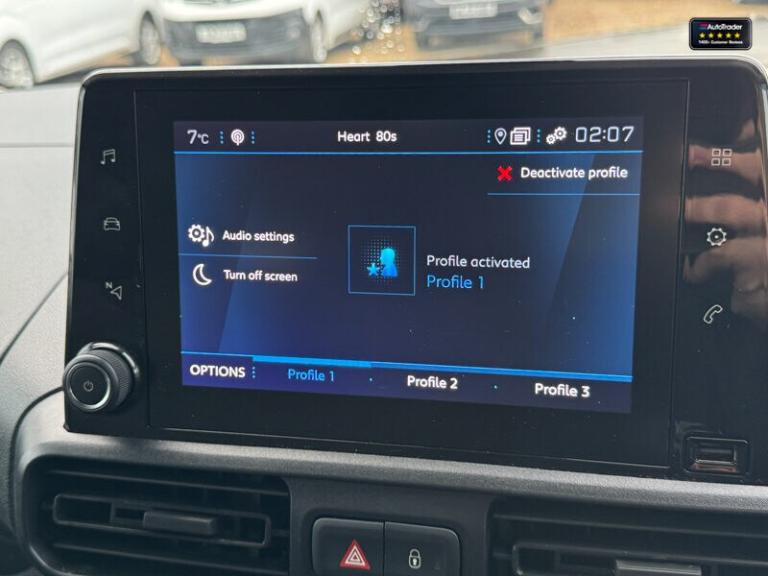 AutoTrader
7°C
Heart 80s
02:07
Deactivate profile
Audio settings
Turn off screen
Profile activated
Profile 1
OPTIONS
Profile 1
Profile 2
Profile 3
N